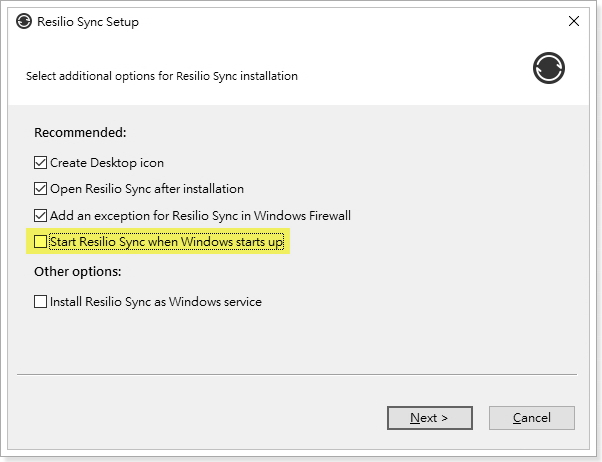 Resilio Sync Setup
Select additional options for Resilio Sync installation
Recommended:
Create Desktop icon
Open Resilio Sync after installation
Add an exception for Resilio Sync in Windows Firewall
Start Resilio Sync when Windows starts up
Other options:
Install Resilio Sync as Windows service
Next >
Cancel